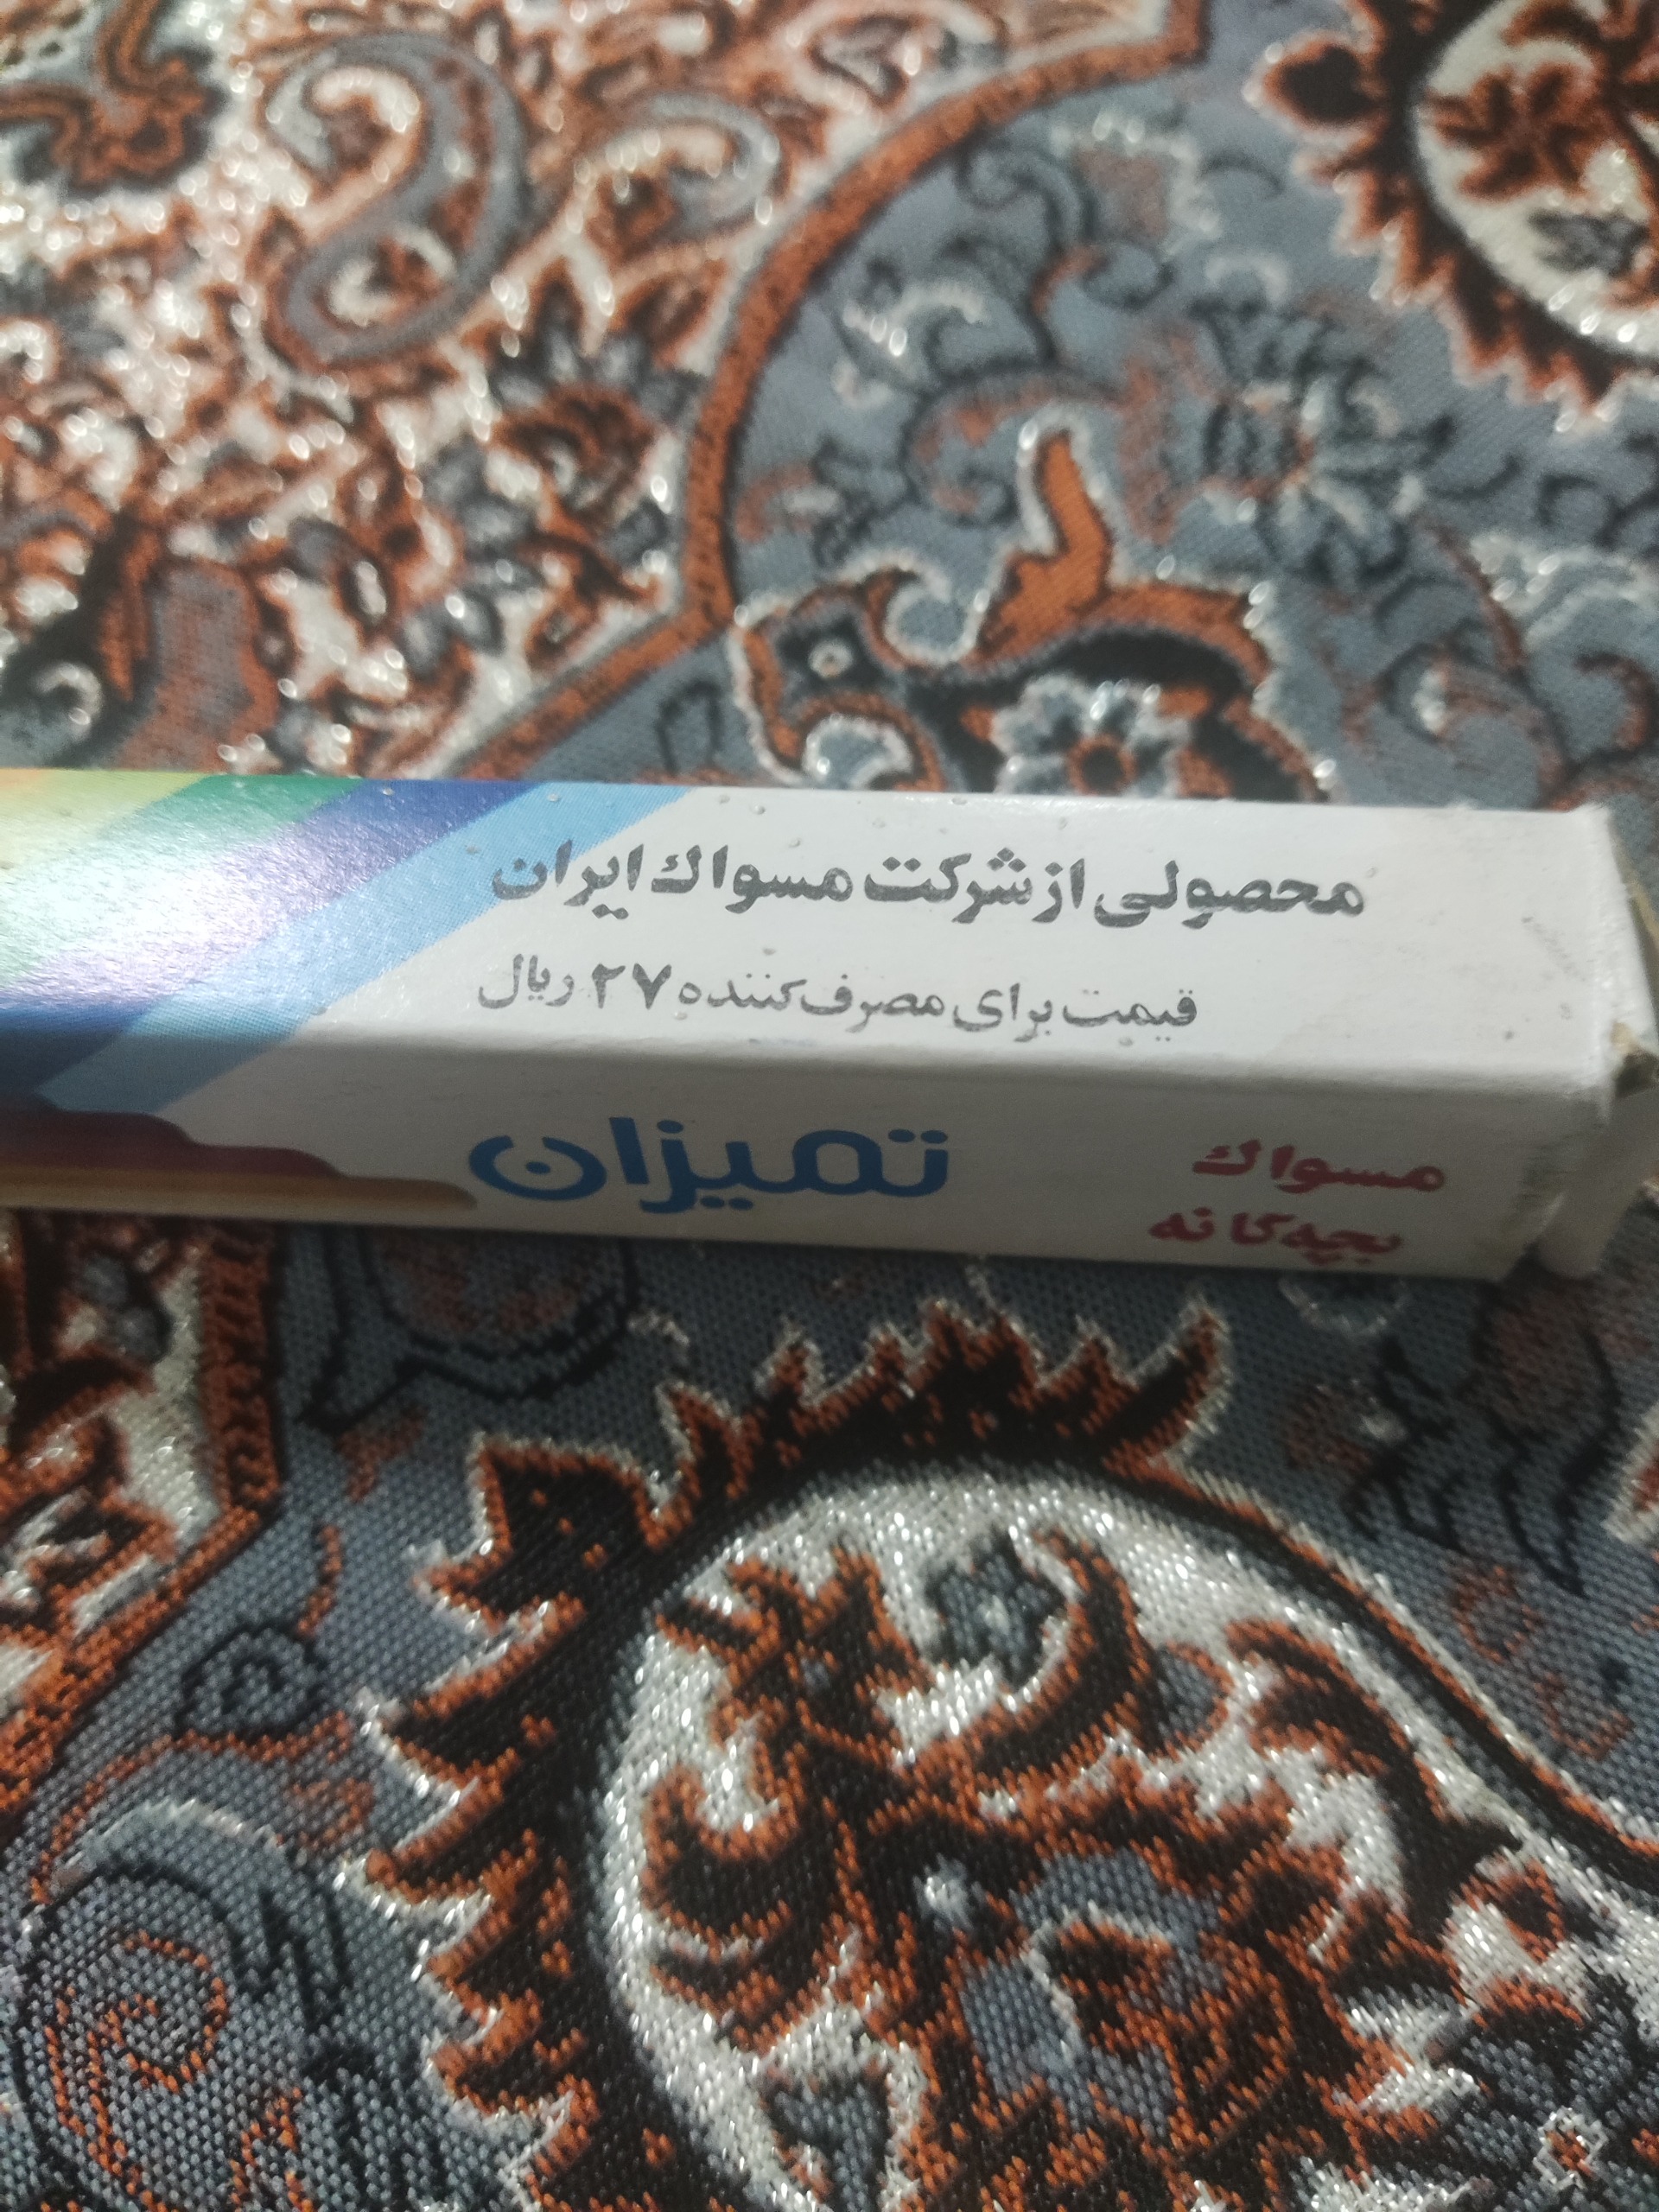 محصولی از شرکت مسواک ایران
قیمت برای مصرف‌کننده ۲۷ ریال
تمیزان
مسواک
بچه‌گانه